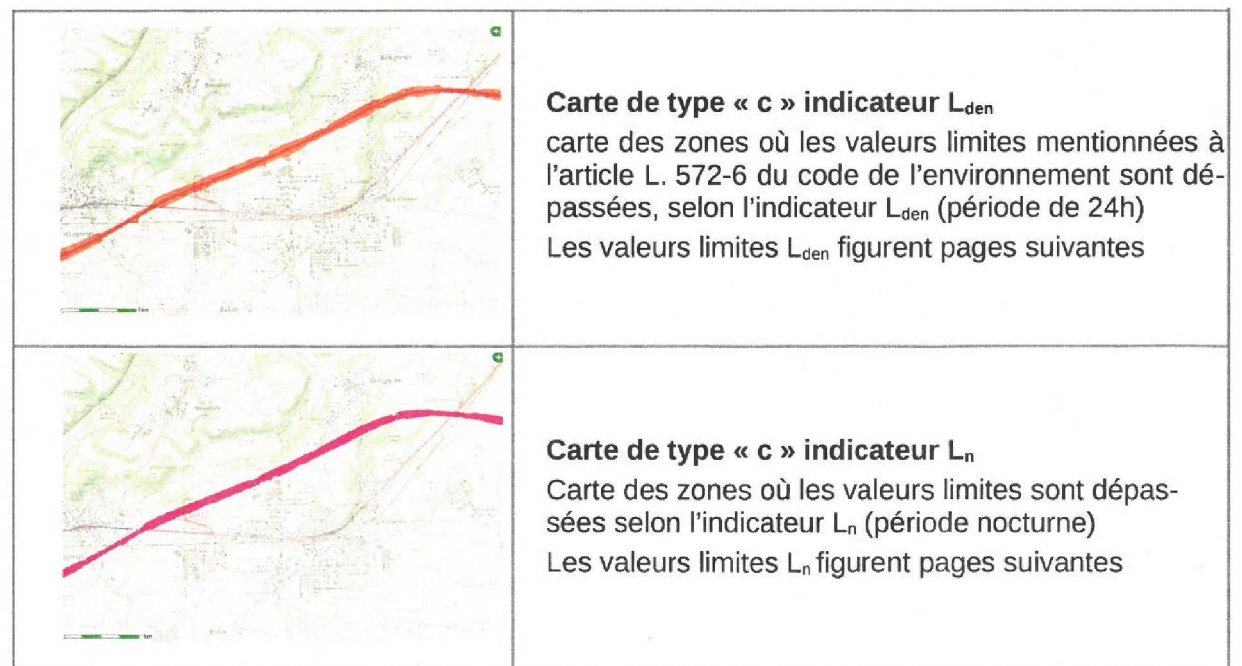 Carte de type « c » indicateur Lden
carte des zones où les valeurs limites mentionnées à
l'article L. 572-6 du code de l'environnement sont dé-
passées, selon l'indicateur Lden (période de 24h)
Les valeurs limites Lden figurent pages suivantes
Carte de type « c » indicateur Ln
Carte des zones où les valeurs limites sont dépas-
sées selon l'indicateur Ln (période nocturne)
Les valeurs limites Ln figurent pages suivantes